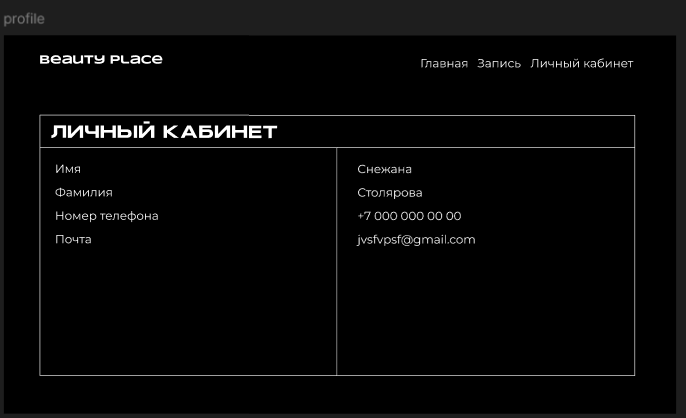 profile
Beauty Place
Главная Запись Личный кабинет
ЛИЧНЫЙ КАБИНЕТ
Имя Снежана
Фамилия Столярова
Номер телефона +7 000 000 00 00
Почта jvsfvpsf@gmail.com